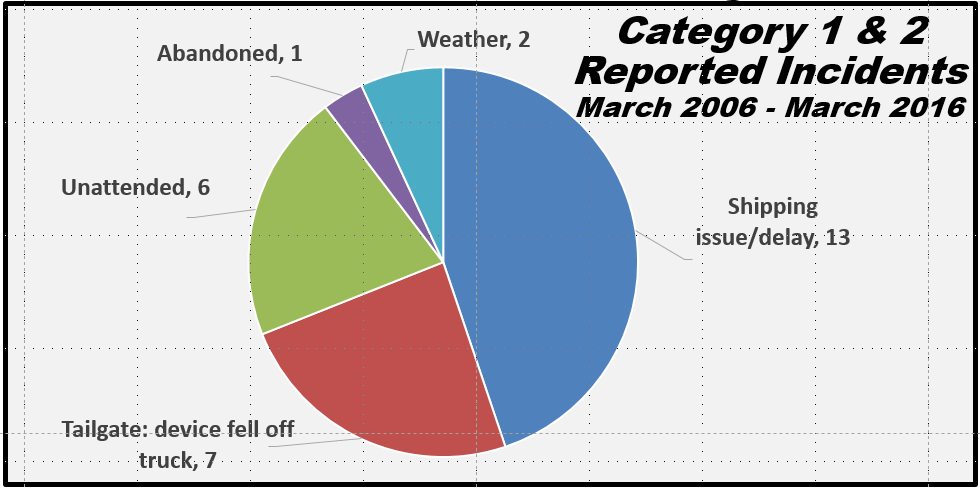 Category 1 & 2
Reported Incidents
March 2006 - March 2016
Abandoned, 1
Weather, 2
Unattended, 6
Shipping
issue/delay, 13
Tailgate: device fell off
truck, 7